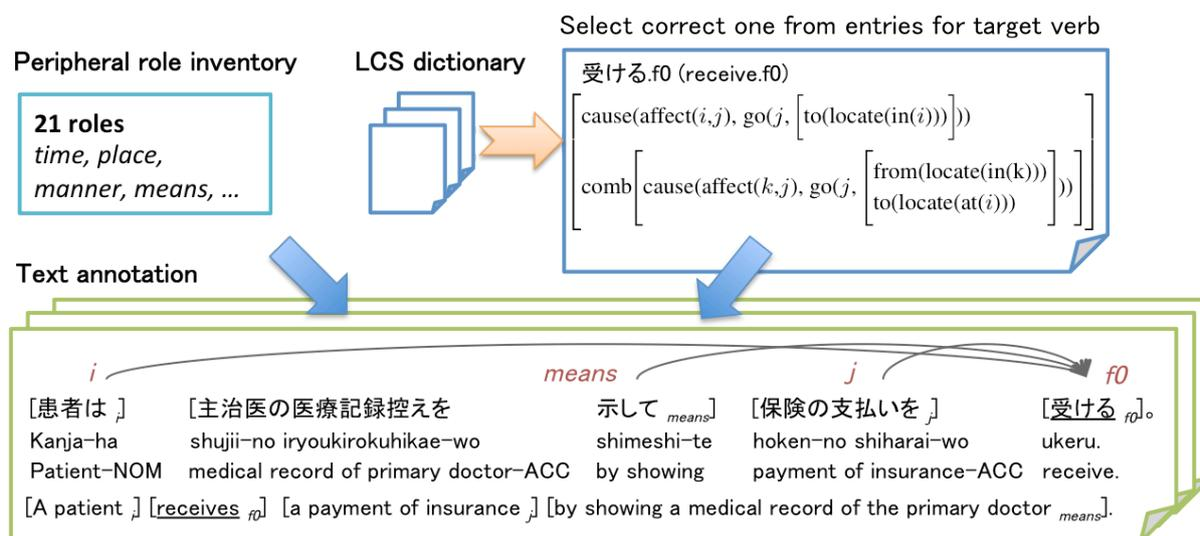 Select correct one from entries for target verb
Peripheral role inventory
LCS dictionary
21 roles
time, place,
manner, means, ...
受ける.f0 (receive.f0)
cause(affect(i,j), go(j, [to(locate(in(i)))]))
comb[cause(affect(k,j), go(j, [from(locate(in(k)))
to(locate(at(i)))]))]
Text annotation
i means j f0
[患者は i] [主治医の医療記録控えを 示して means] [保険の支払いを j] [受ける f0]。
Kanja-ha shujii-no iryoukirokuhikae-wo shimeshi-te hoken-no shiharai-wo ukeru.
Patient-NOM medical record of primary doctor-ACC by showing payment of insurance-ACC receive.
[A patient i] [receives f0] [a payment of insurance j] [by showing a medical record of the primary doctor means].